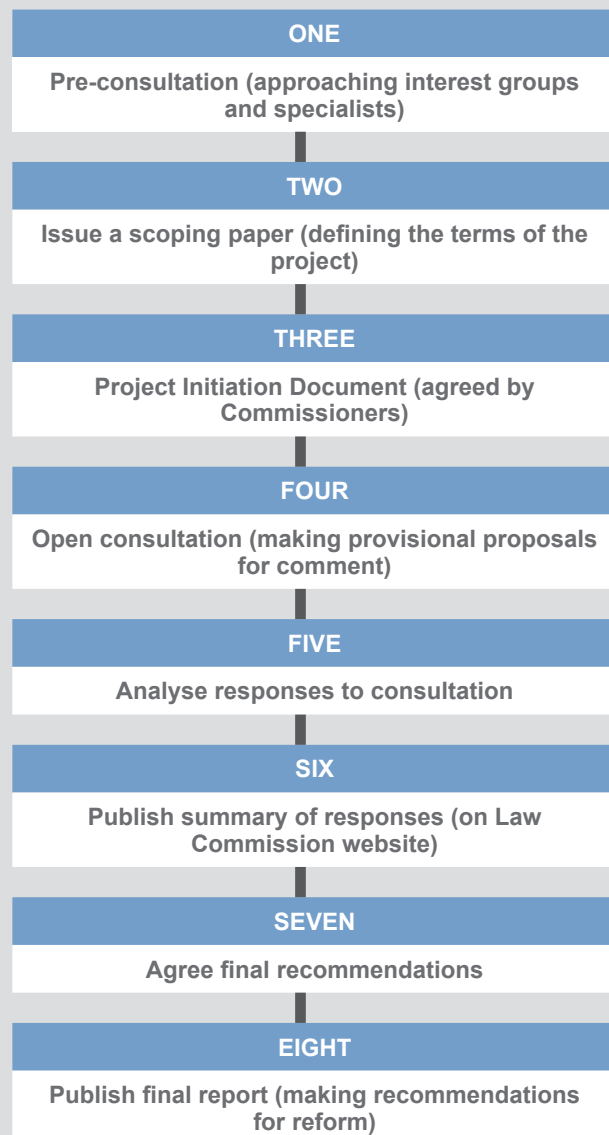 ONE
Pre-consultation (approaching interest groups
and specialists)
TWO
Issue a scoping paper (defining the terms of the
project)
THREE
Project Initiation Document (agreed by
Commissioners)
FOUR
Open consultation (making provisional proposals
for comment)
FIVE
Analyse responses to consultation
SIX
Publish summary of responses (on Law
Commission website)
SEVEN
Agree final recommendations
EIGHT
Publish final report (making recommendations
for reform)